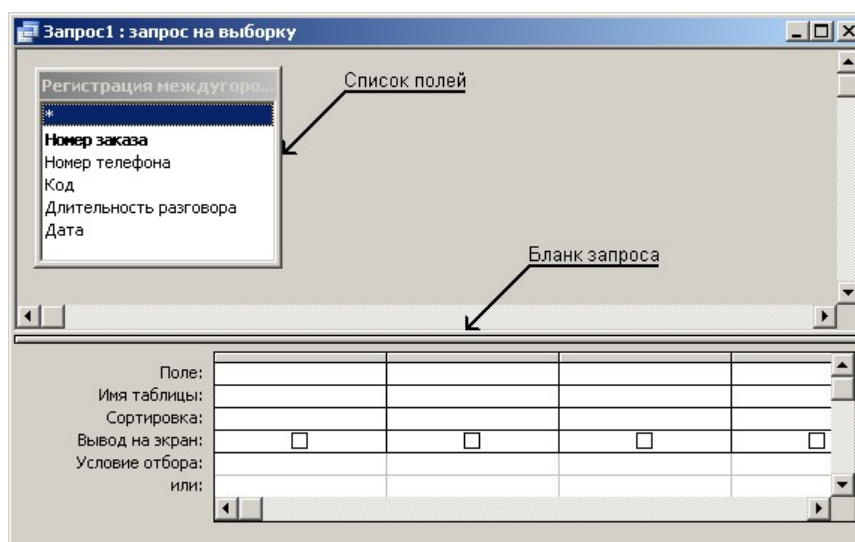 Запрос1 : запрос на выборку
Регистрация междугоро...
Список полей
*
Номер заказа
Номер телефона
Код
Длительность разговора
Дата
Бланк запроса
Поле:
Имя таблицы:
Сортировка:
Вывод на экран:
Условие отбора:
или: